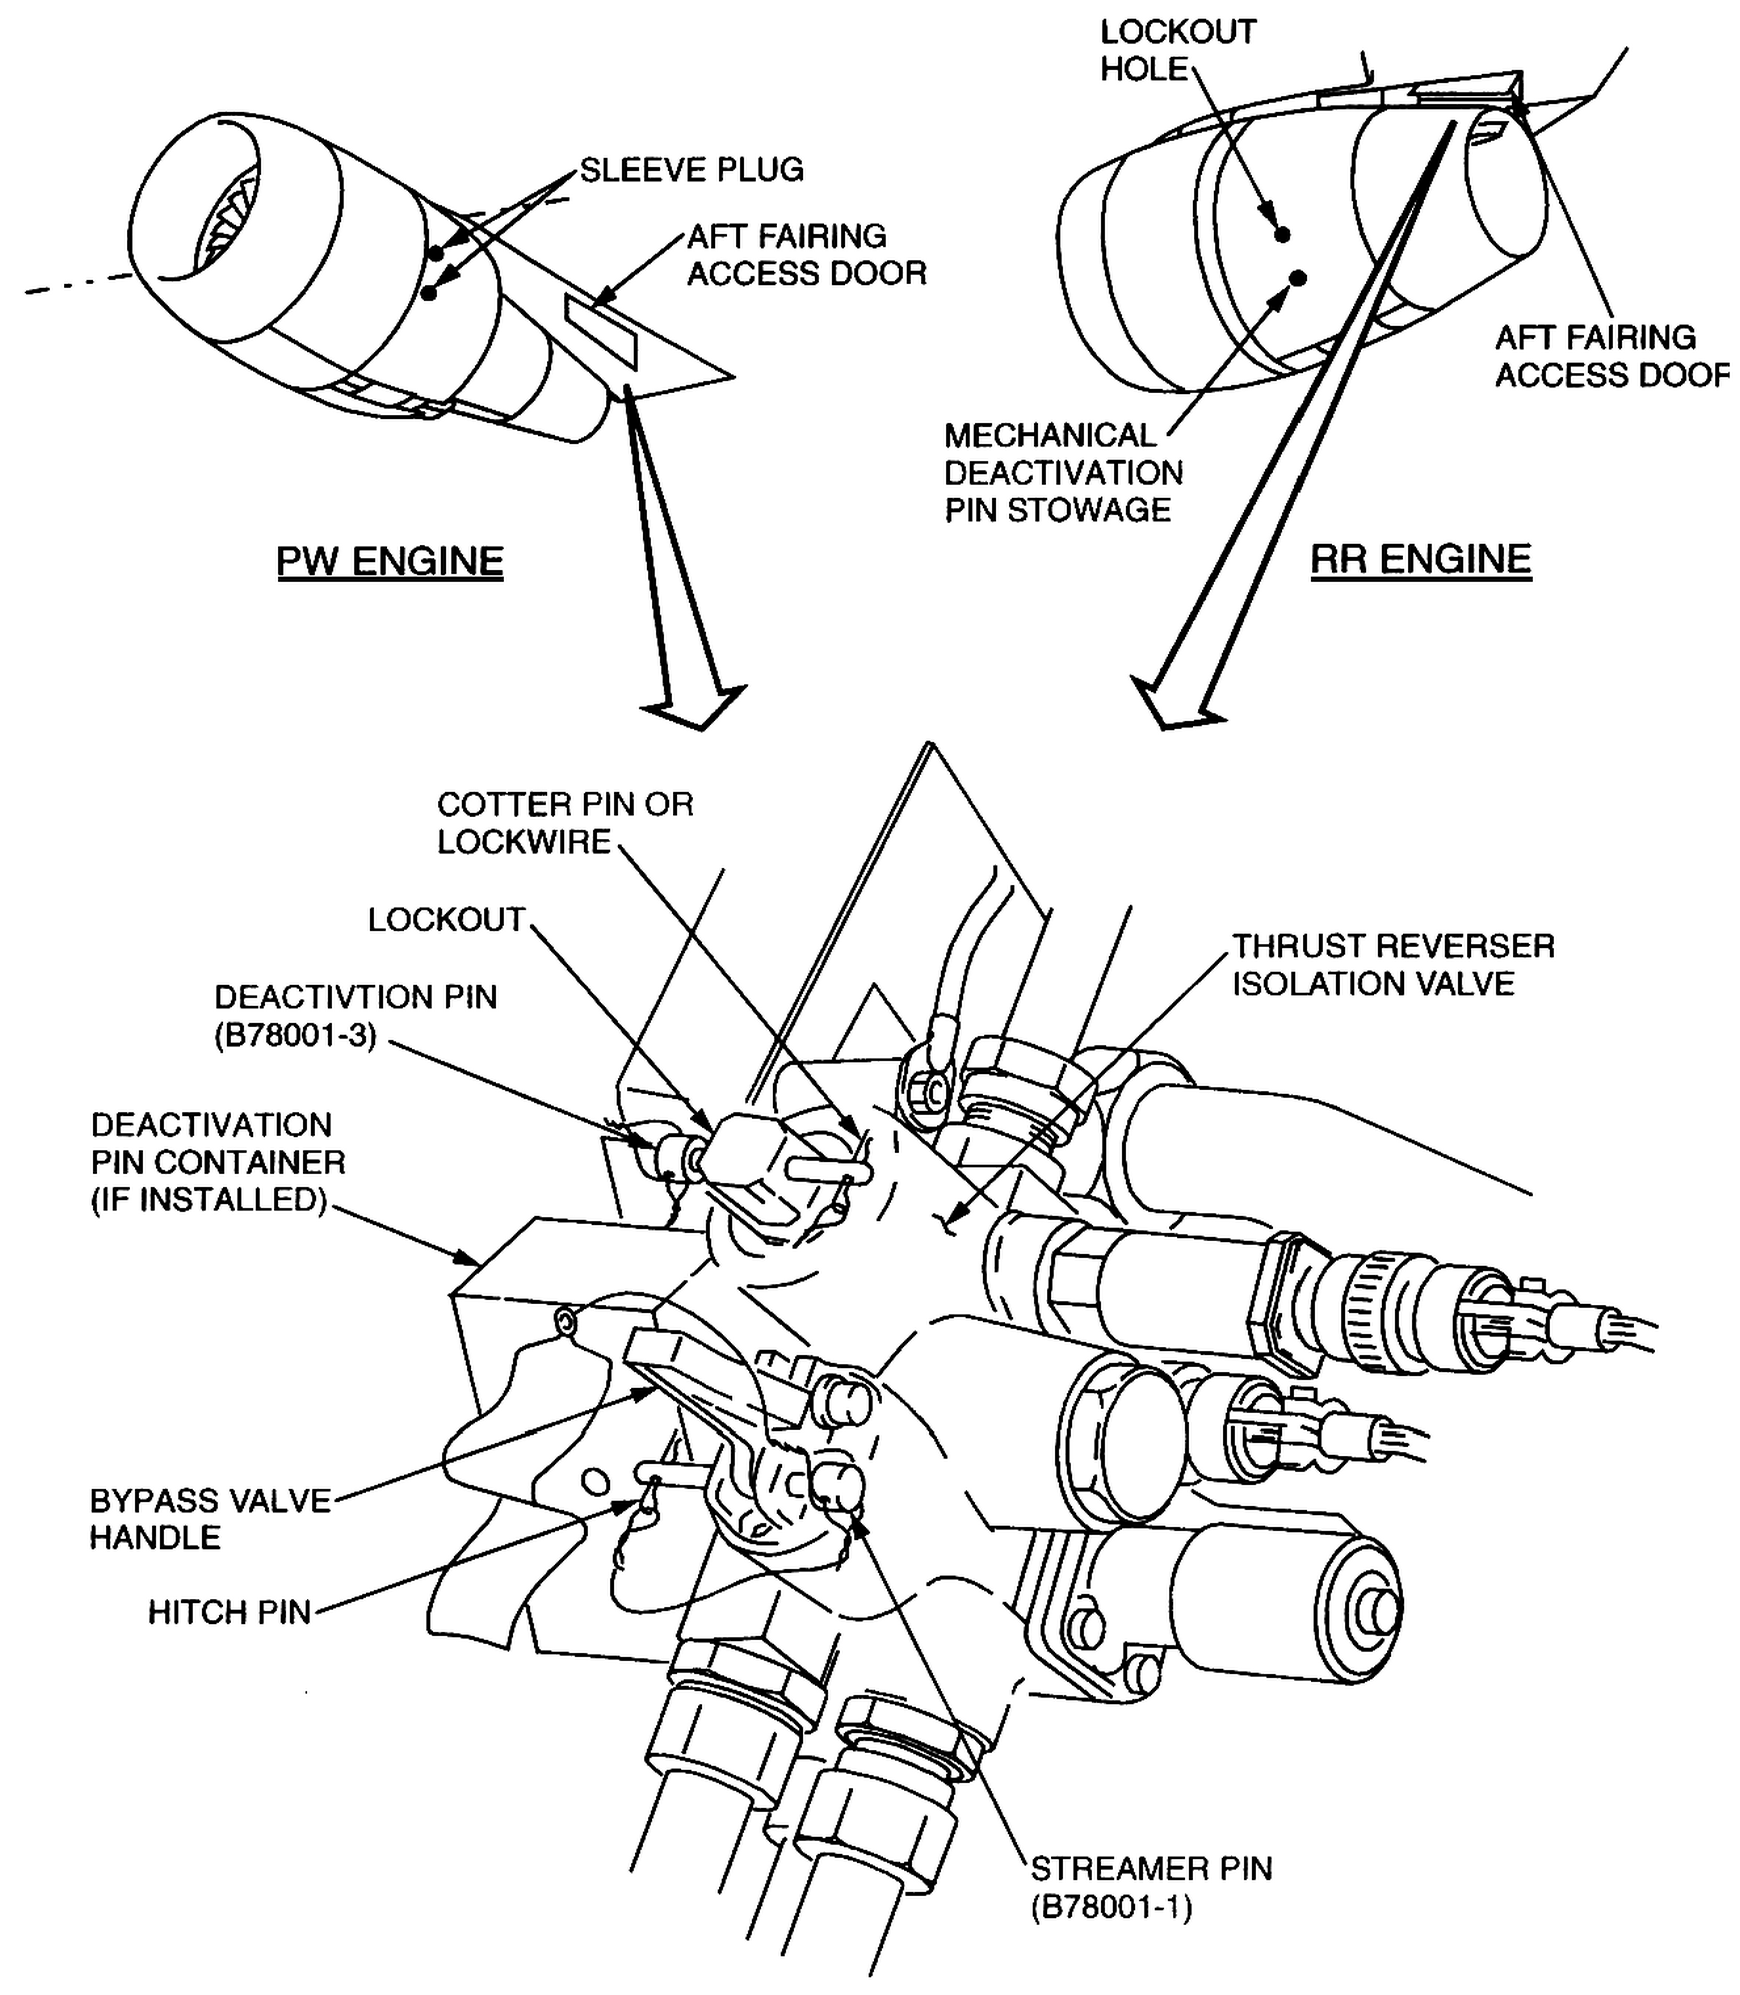 LOCKOUT
HOLE
SLEEVE PLUG
AFT FAIRING
ACCESS DOOR
AFT FAIRING
ACCESS DOOF
MECHANICAL
DEACTIVATION
PIN STOWAGE
PW ENGINE
RR ENGINE
COTTER PIN OR
LOCKWIRE
LOCKOUT
THRUST REVERSER
ISOLATION VALVE
DEACTIVTION PIN
(B78001-3)
DEACTIVATION
PIN CONTAINER
(IF INSTALLED)
BYPASS VALVE
HANDLE
HITCH PIN
STREAMER PIN
(B78001-1)